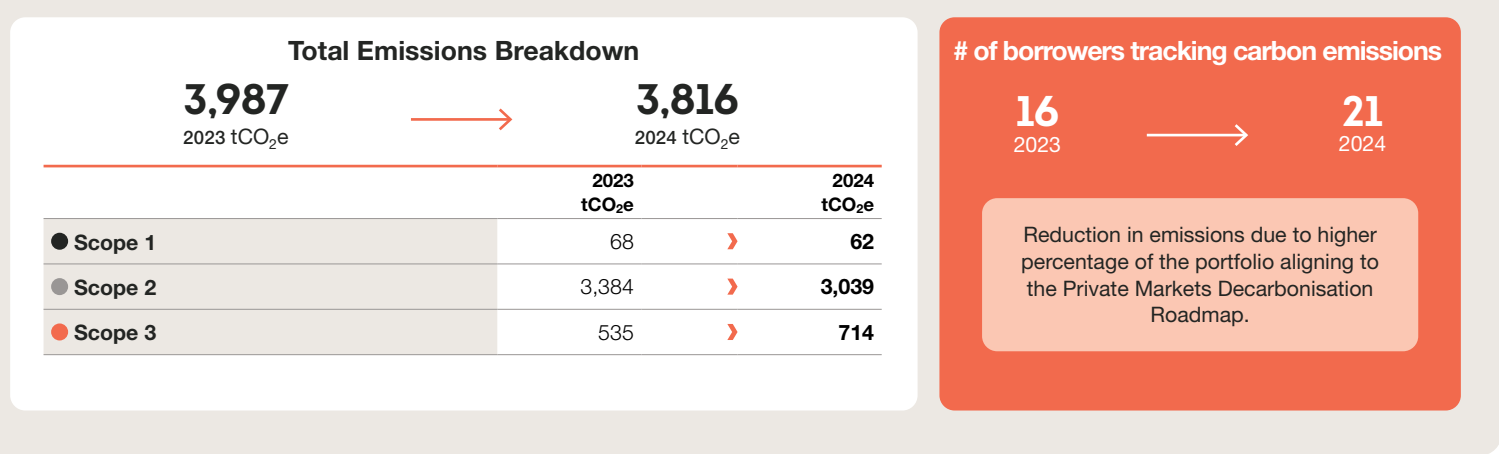 Total Emissions Breakdown
3,987
2023 tCO₂e
3,816
2024 tCO₂e
2023 tCO₂e
2024 tCO₂e
Scope 1 68 62
Scope 2 3,384 3,039
Scope 3 535 714
# of borrowers tracking carbon emissions
16
2023
21
2024
Reduction in emissions due to higher
percentage of the portfolio aligning to
the Private Markets Decarbonisation
Roadmap.